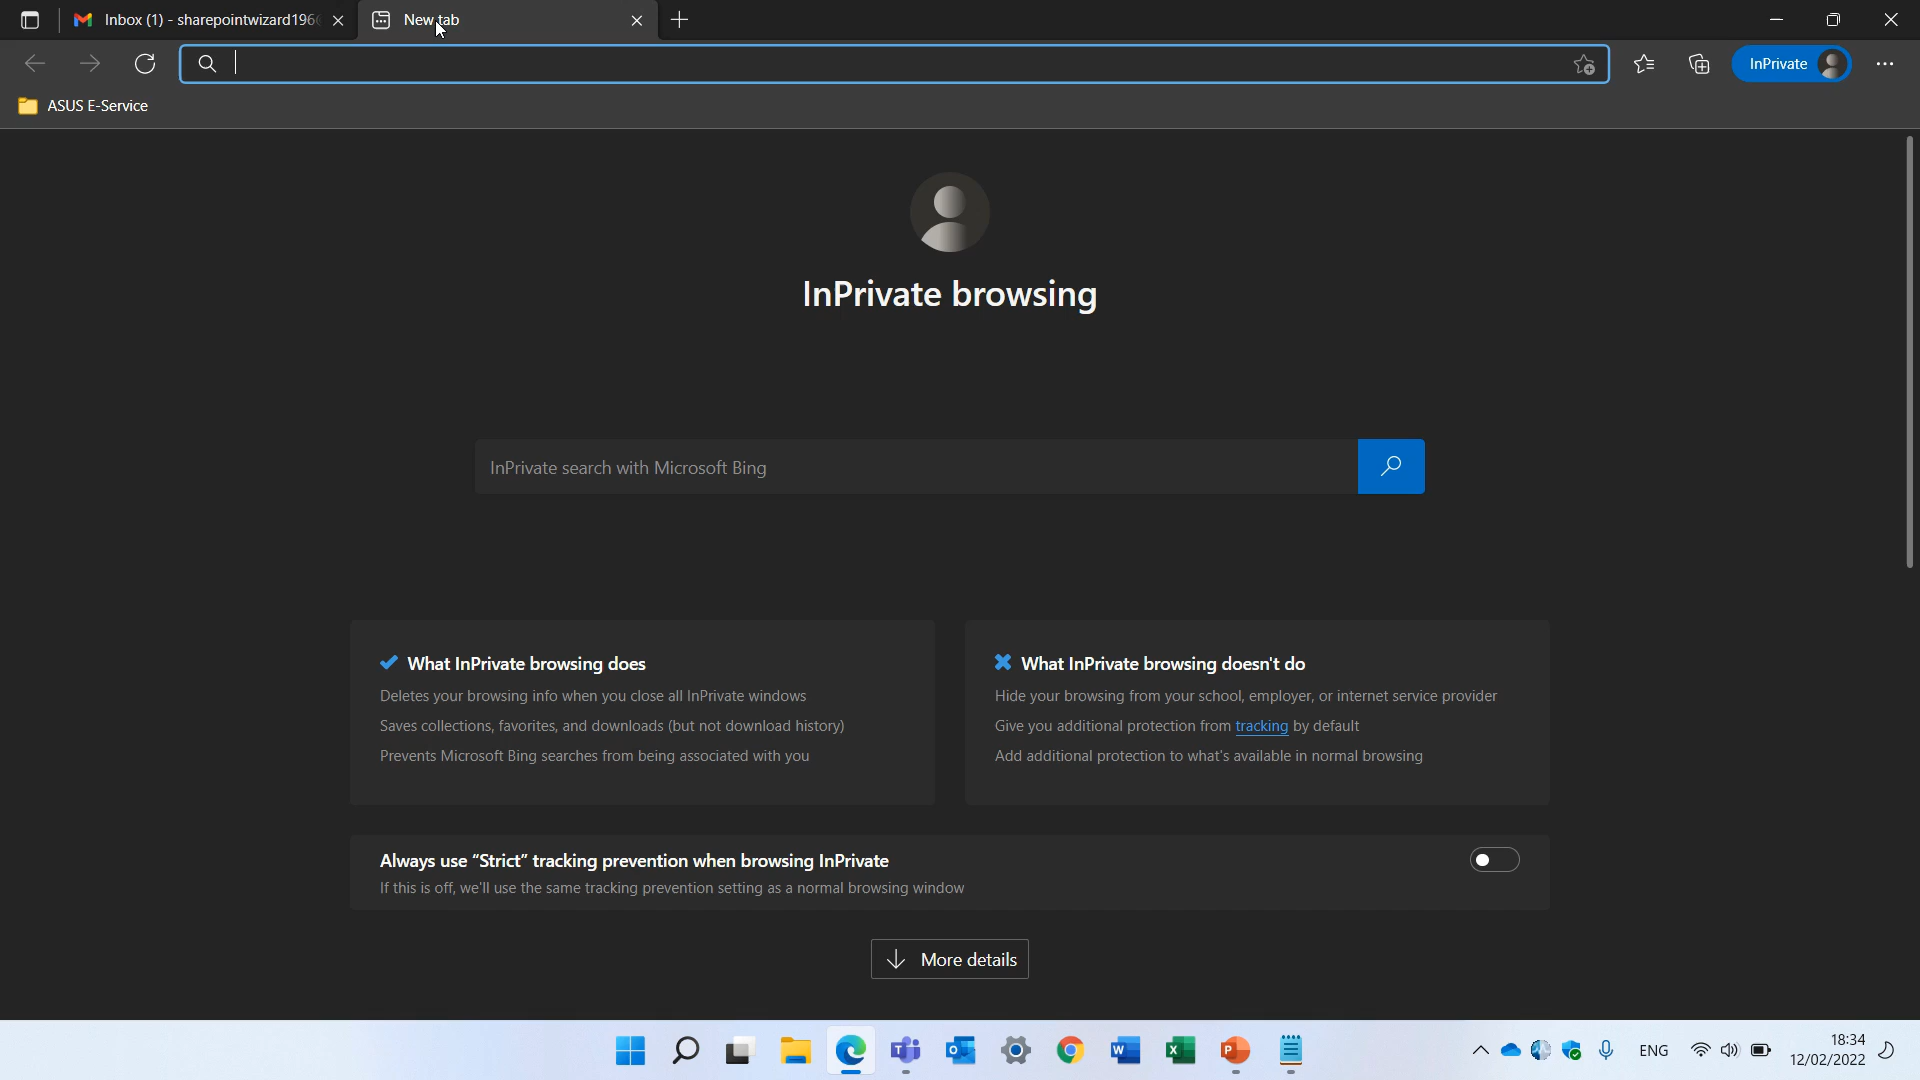 Inbox (1) - sharepointwizard196
New tab
InPrivate
ASUS E-Service
InPrivate browsing
InPrivate search with Microsoft Bing
What InPrivate browsing does
Deletes your browsing info when you close all InPrivate windows
Saves collections, favorites, and downloads (but not download history)
Prevents Microsoft Bing searches from being associated with you
What InPrivate browsing doesn't do
Hide your browsing from your school, employer, or internet service provider
Give you additional protection from tracking by default
Add additional protection to what's available in normal browsing
Always use “Strict” tracking prevention when browsing InPrivate
If this is off, we'll use the same tracking prevention setting as a normal browsing window
More details
ENG
18:34
12/02/2022